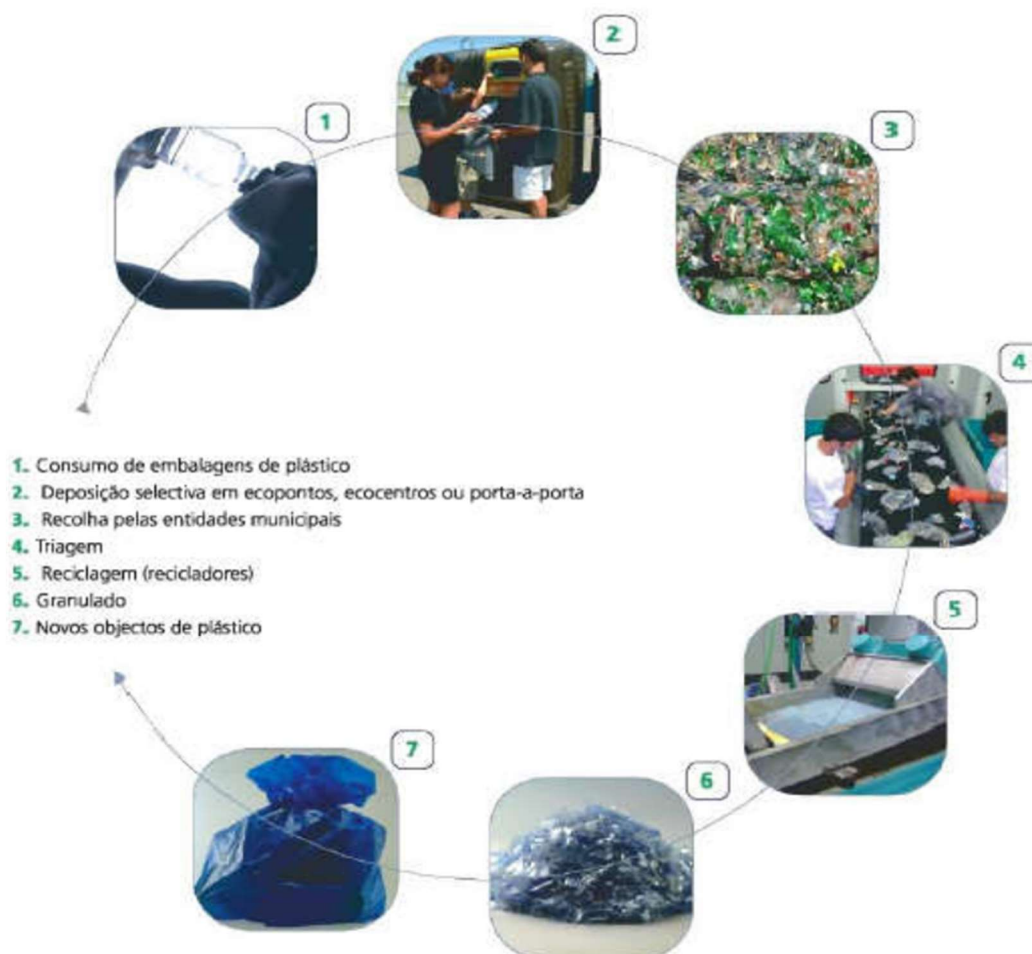 1
2
3
4
1. Consumo de embalagens de plástico
2. Deposição selectiva em ecopontos, ecocentros ou porta-a-porta
3. Recolha pelas entidades municipais
4. Triagem
5. Reciclagem (recicladores)
6. Granulado
7. Novos objectos de plástico
5
7
6